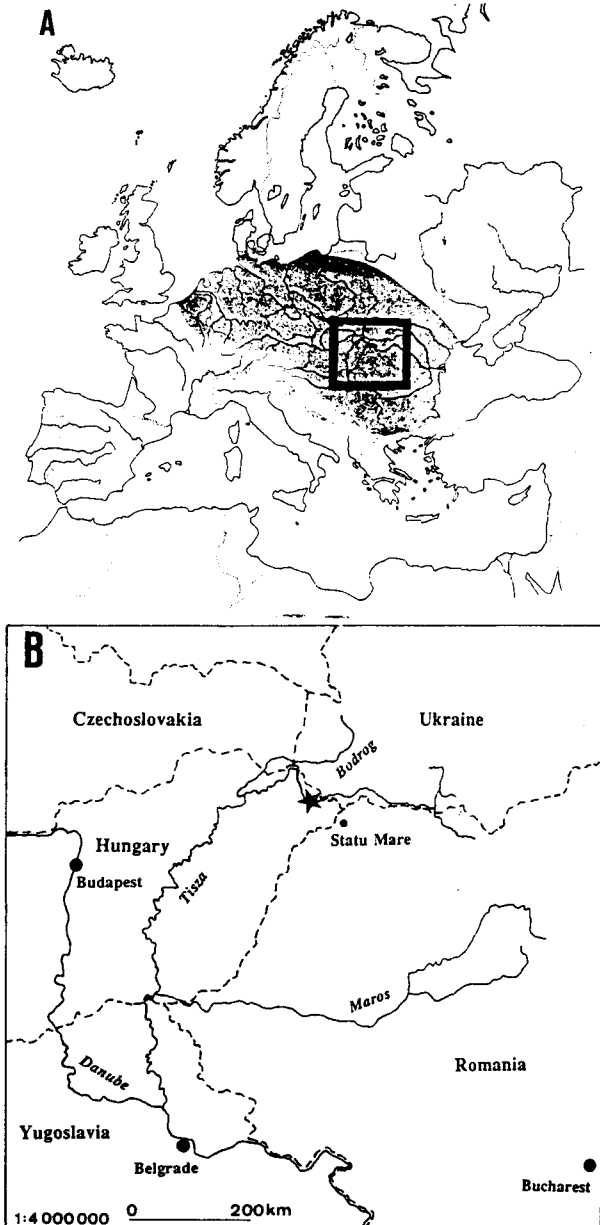 A
B
Czechoslovakia
Ukraine
Bodrog
Statu Mare
Hungary
Budapest
Tisza
Maros
Romania
Danube
Yugoslavia
Belgrade
Bucharest
1:4 000 000 0 200km